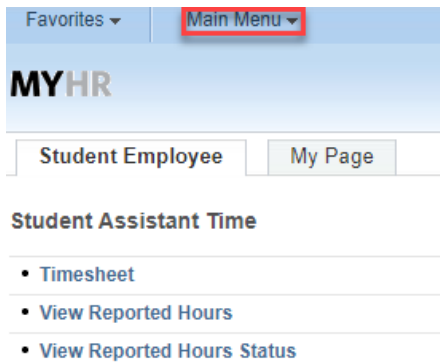 Favorites Main Menu
MYHR
Student Employee My Page
Student Assistant Time
• Timesheet
• View Reported Hours
• View Reported Hours Status